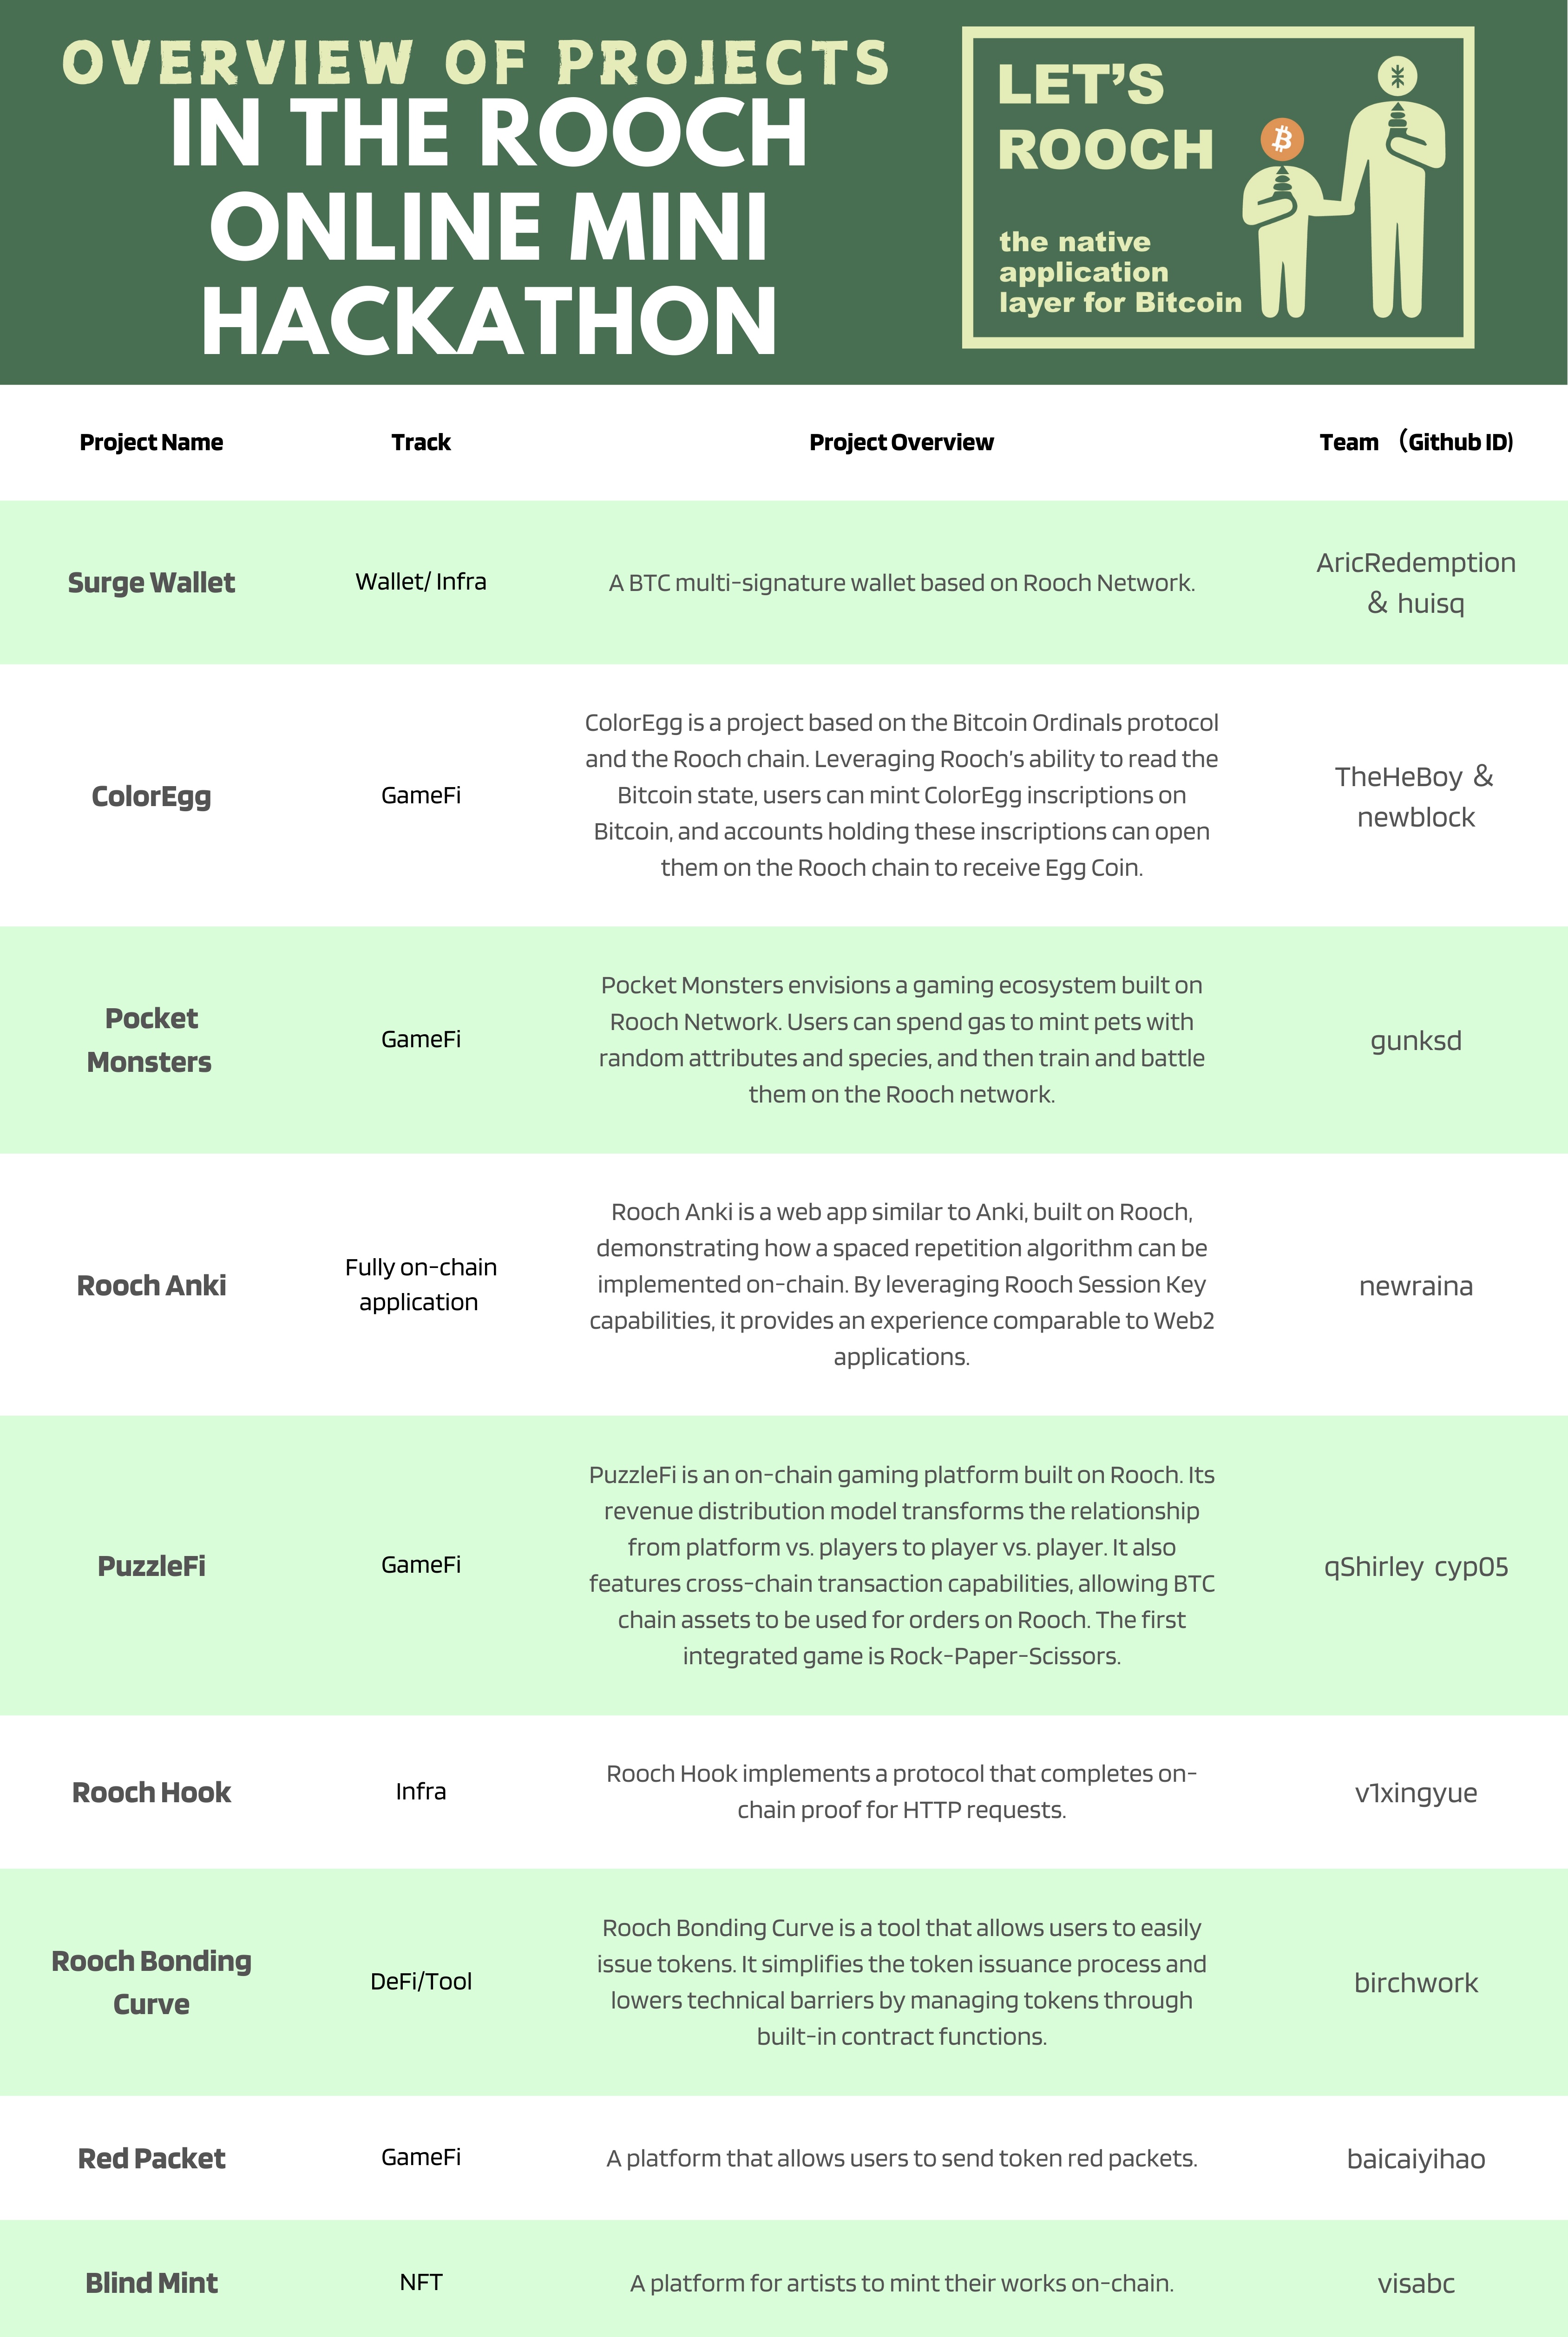 OVERVIEW OF PROJECTS
IN THE ROOCH
ONLINE MINI
HACKATHON
LET'S
ROOCH
the native
application
layer for Bitcoin
Project Name
Track
Project Overview
Team （Github ID)
Surge Wallet
Wallet/ Infra
A BTC multi-signature wallet based on Rooch Network.
AricRedemption
& huisq
ColorEgg
GameFi
ColorEgg is a project based on the Bitcoin Ordinals protocol
and the Rooch chain. Leveraging Rooch's ability to read the
Bitcoin state, users can mint ColorEgg inscriptions on
Bitcoin, and accounts holding these inscriptions can open
them on the Rooch chain to receive Egg Coin.
TheHeBoy &
newblock
Pocket
Monsters
GameFi
Pocket Monsters envisions a gaming ecosystem built on
Rooch Network. Users can spend gas to mint pets with
random attributes and species, and then train and battle
them on the Rooch network.
gunksd
Rooch Anki
Fully on-chain
application
Rooch Anki is a web app similar to Anki, built on Rooch,
demonstrating how a spaced repetition algorithm can be
implemented on-chain. By leveraging Rooch Session Key
capabilities, it provides an experience comparable to Web2
applications.
newraina
PuzzleFi
GameFi
PuzzleFi is an on-chain gaming platform built on Rooch. Its
revenue distribution model transforms the relationship
from platform vs. players to player vs. player. It also
features cross-chain transaction capabilities, allowing BTC
chain assets to be used for orders on Rooch. The first
integrated game is Rock-Paper-Scissors.
qShirley cyp05
Rooch Hook
Infra
Rooch Hook implements a protocol that completes on-
chain proof for HTTP requests.
v1xingyue
Rooch Bonding
Curve
DeFi/Tool
Rooch Bonding Curve is a tool that allows users to easily
issue tokens. It simplifies the token issuance process and
lowers technical barriers by managing tokens through
built-in contract functions.
birchwork
Red Packet
GameFi
A platform that allows users to send token red packets.
baicaiyihao
Blind Mint
NFT
A platform for artists to mint their works on-chain.
visabc